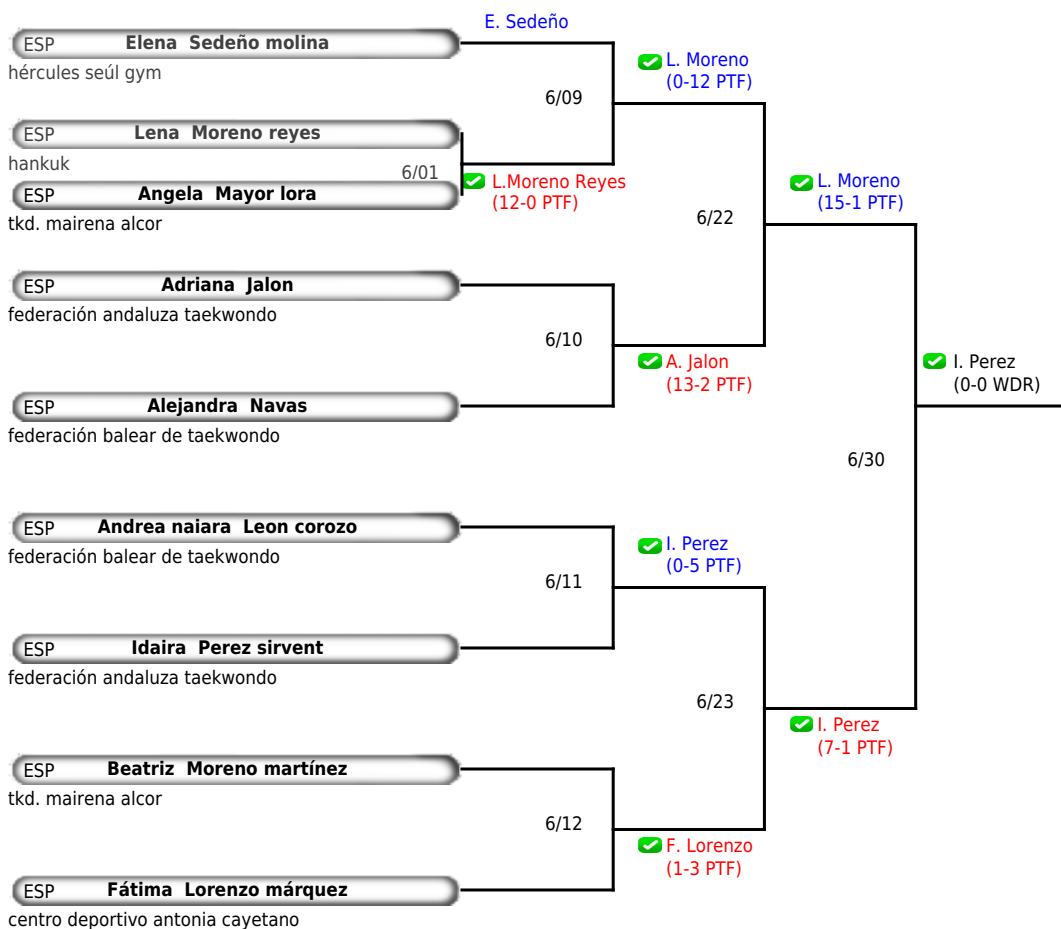 E. Sedeño
ESP Elena Sedeño molina
hércules seúl gym
L. Moreno
(0-12 PTF)
6/09
ESP Lena Moreno reyes
hankuk
6/01
L.Moreno Reyes
(12-0 PTF)
ESP Angela Mayor lora
tkd. mairena alcor
L. Moreno
(15-1 PTF)
6/22
ESP Adriana Jalon
federación andaluza taekwondo
6/10
A. Jalon
(13-2 PTF)
I. Perez
(0-0 WDR)
ESP Alejandra Navas
federación balear de taekwondo
6/30
ESP Andrea naiara Leon corozo
federación balear de taekwondo
I. Perez
(0-5 PTF)
6/11
ESP Idaira Perez sirvent
federación andaluza taekwondo
6/23
I. Perez
(7-1 PTF)
ESP Beatriz Moreno martínez
tkd. mairena alcor
6/12
F. Lorenzo
(1-3 PTF)
ESP Fátima Lorenzo márquez
centro deportivo antonia cayetano